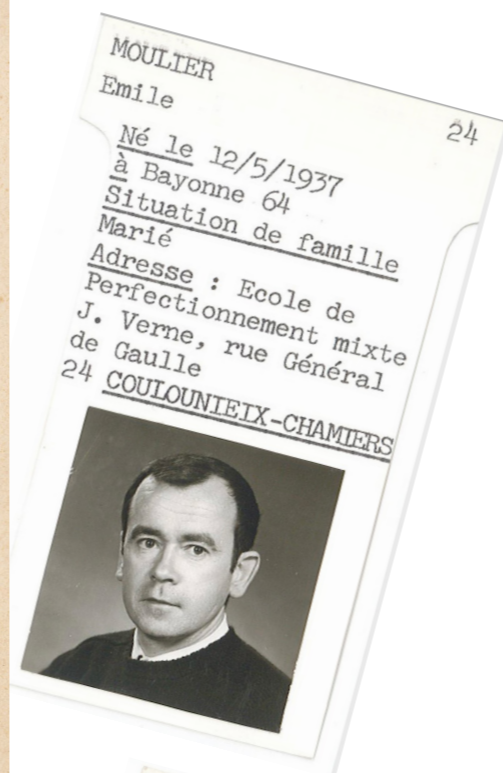 MOULIER
Emile
24
Né le 12/5/1937
à Bayonne 64
Situation de famille
Marié
Adresse : Ecole de
Perfectionnement mixte
J. Verne, rue Général
de Gaulle
24 COULOUNIEIX-CHAMIERS